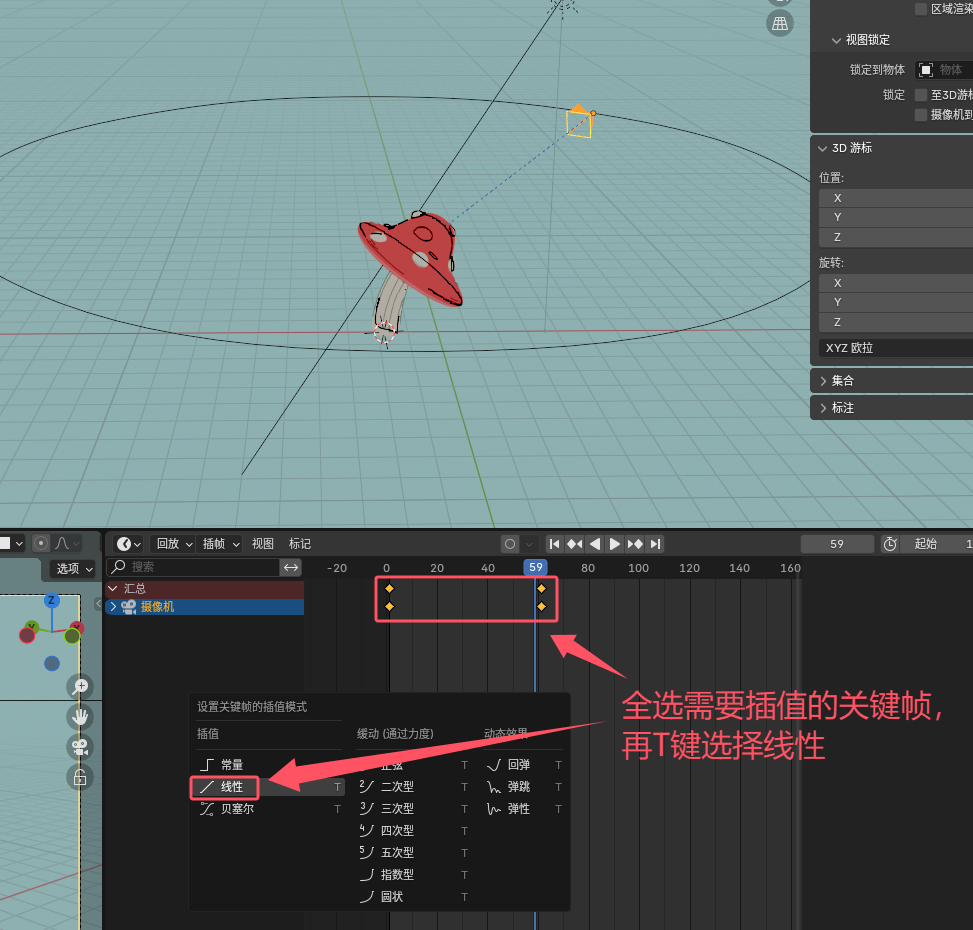 区域渲染
视图锁定
锁定到物体
物体
锁定
至3D游标
摄像机到
3D 游标
位置:
X
Y
Z
旋转:
X
Y
Z
XYZ 欧拉
集合
标注
回放
插帧
视图
标记
59
起始
1
选项
搜索
-20
0
20
40
59
80
100
120
140
160
汇总
摄像机
Z
Y
X
设置关键帧的插值模式
插值
缓动 (通过力度)
动态效果
常量
正弦
T
回弹
T
线性
T
2
二次型
T
弹跳
T
贝塞尔
T
3
三次型
T
弹性
T
4
四次型
T
5
五次型
T
指数型
T
圆状
T
全选需要插值的关键帧，
再T键选择线性